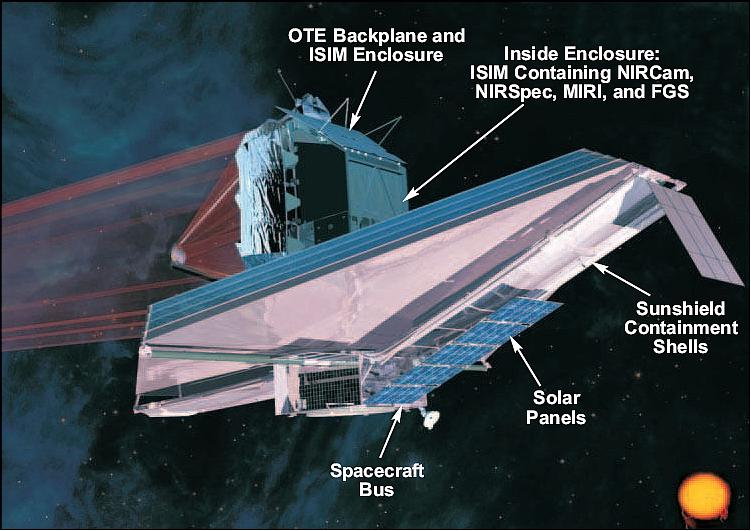 OTE Backplane and
ISIM Enclosure
Inside Enclosure:
ISIM Containing NIRCam,
NIRSpec, MIRI, and FGS
Sunshield
Containment
Shells
Solar
Panels
Spacecraft
Bus